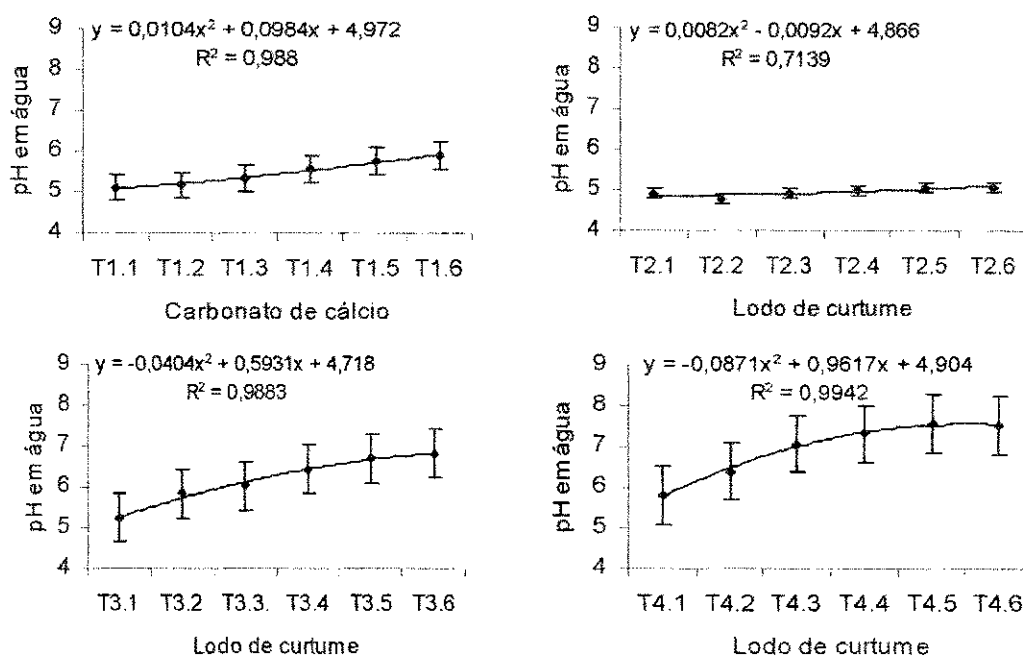 y = 0,0104x² + 0,0984x + 4,972
R² = 0,988
pH em água
9
8
7
6
5
4
T1.1 T1.2 T1.3 T1.4 T1.5 T1.6
Carbonato de cálcio
y = 0,0082x² - 0,0092x + 4,866
R² = 0,7139
pH em água
9
8
7
6
5
4
T2.1 T2.2 T2.3 T2.4 T2.5 T2.6
Lodo de curtume
y = -0,0404x² + 0,5931x + 4,718
R² = 0,9883
pH em água
9
8
7
6
5
4
T3.1 T3.2 T3.3. T3.4 T3.5 T3.6
Lodo de curtume
y = -0,0871x² + 0,9617x + 4,904
R² = 0,9942
pH em água
9
8
7
6
5
4
T4.1 T4.2 T4.3 T4.4 T4.5 T4.6
Lodo de curtume